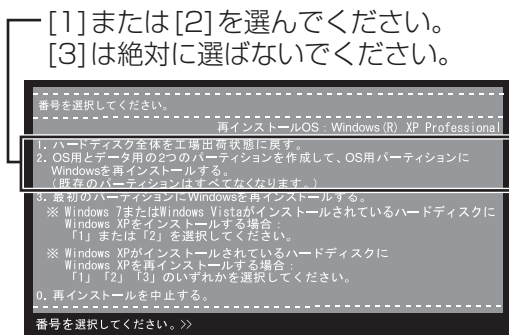 [1]または[2]を選んでください。
[3]は絶対に選ばないでください。
番号を選択してください。
再インストールOS：Windows(R) XP Professional
1. ハードディスク全体を工場出荷状態に戻す。
2. OS用とデータ用の2つのパーティションを作成して、OS用パーティションに
Windowsを再インストールする。
（既存のパーティションはすべてなくなります。）
3. 最初のパーティションにWindowsを再インストールする。
※ Windows 7またはWindows Vistaがインストールされているハードディスクに
Windows XPをインストールする場合：
「1」または「2」を選択してください。
※ Windows XPがインストールされているハードディスクに
Windows XPを再インストールする場合：
「1」「2」「3」のいずれかを選択してください。
0. 再インストールを中止する。
番号を選択してください。>>